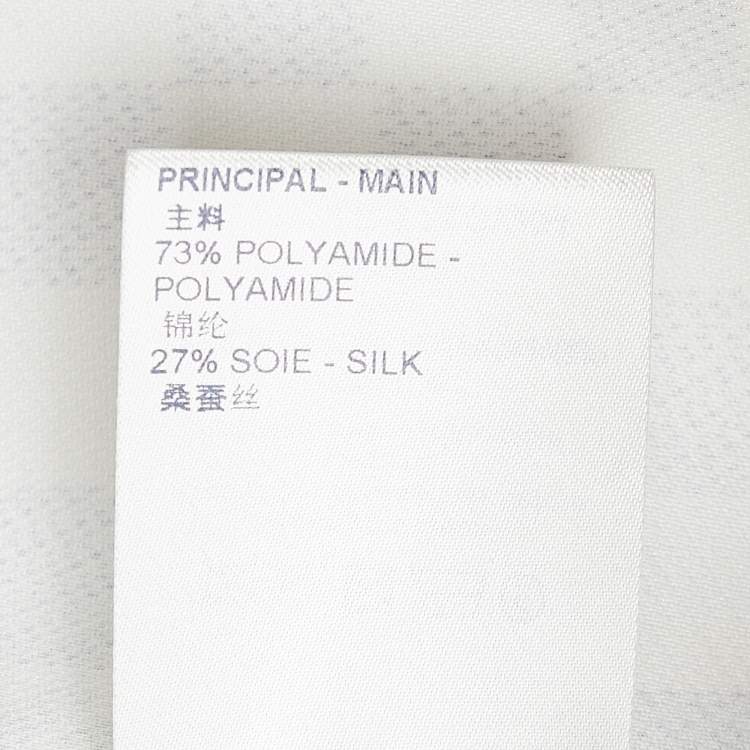 PRINCIPAL - MAIN
主料
73% POLYAMIDE -
POLYAMIDE
锦纶
27% SOIE - SILK
桑蚕丝